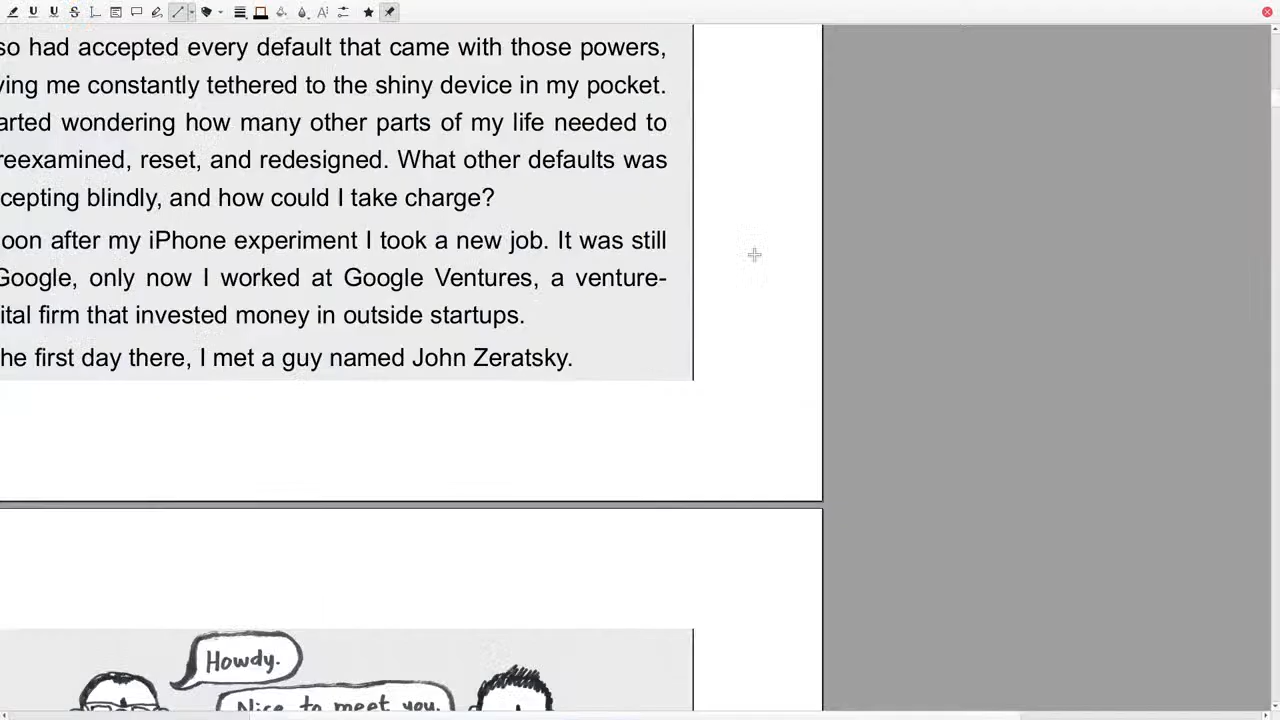 so had accepted every default that came with those powers,
ving me constantly tethered to the shiny device in my pocket.
arted wondering how many other parts of my life needed to
reexamined, reset, and redesigned. What other defaults was
cepting blindly, and how could I take charge?
oon after my iPhone experiment I took a new job. It was still
Google, only now I worked at Google Ventures, a venture-
ital firm that invested money in outside startups.
he first day there, I met a guy named John Zeratsky.
Howdy.
Nice to meet you.